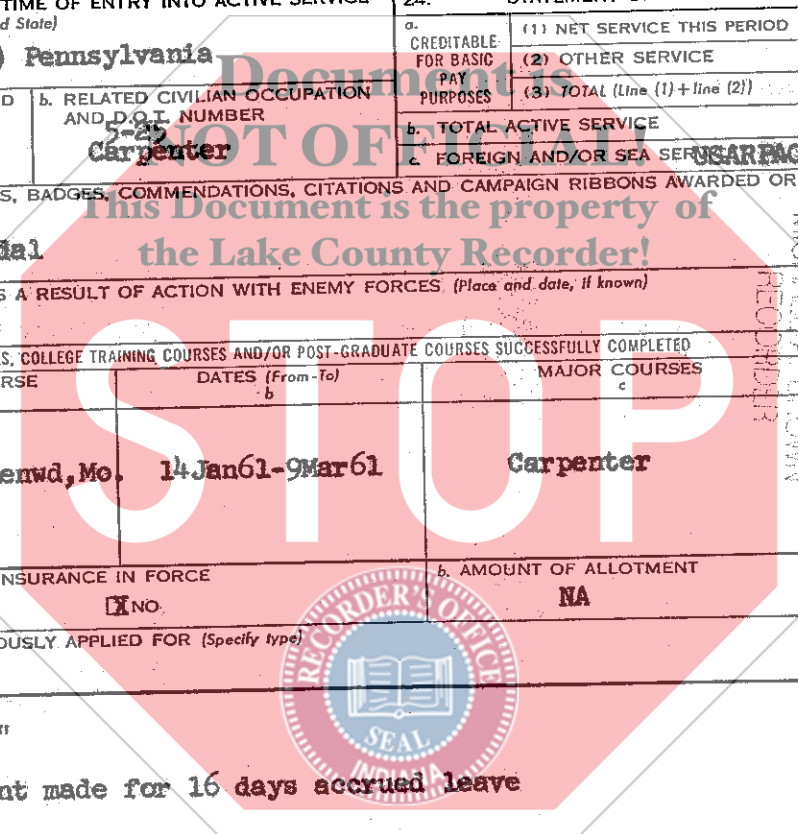 TIME OF ENTRY INTO ACTIVE SERVICE
24.
d State)
a.
CREDITABLE
FOR BASIC
PAY
PURPOSES
(1) NET SERVICE THIS PERIOD
(2) OTHER SERVICE
(3) TOTAL (Line (1) + line (2))
) Pennsylvania
Document is
NOT OFFICIAL!
This Document is the property of
the Lake County Recorder!
D
b. RELATED CIVILIAN OCCUPATION
AND D.O.T. NUMBER
5-25
Carpenter
b. TOTAL ACTIVE SERVICE
c. FOREIGN AND/OR SEA SER USARPAC
S, BADGES, COMMENDATIONS, CITATIONS AND CAMPAIGN RIBBONS AWARDED OR
dal
S A RESULT OF ACTION WITH ENEMY FORCES (Place and date, if known)
RECORDER
STOP
S, COLLEGE TRAINING COURSES AND/OR POST-GRADUATE COURSES SUCCESSFULLY COMPLETED
RSE
DATES (From-To)
b
MAJOR COURSES
c
enwd, Mo.
14Jan61-9Mar61
Carpenter
NSURANCE IN FORCE
X NO
b. AMOUNT OF ALLOTMENT
NA
OUSLY APPLIED FOR (Specify type)
RECORDER'S OFFICE
SEAL
INDIANA
nt made for 16 days accrued leave